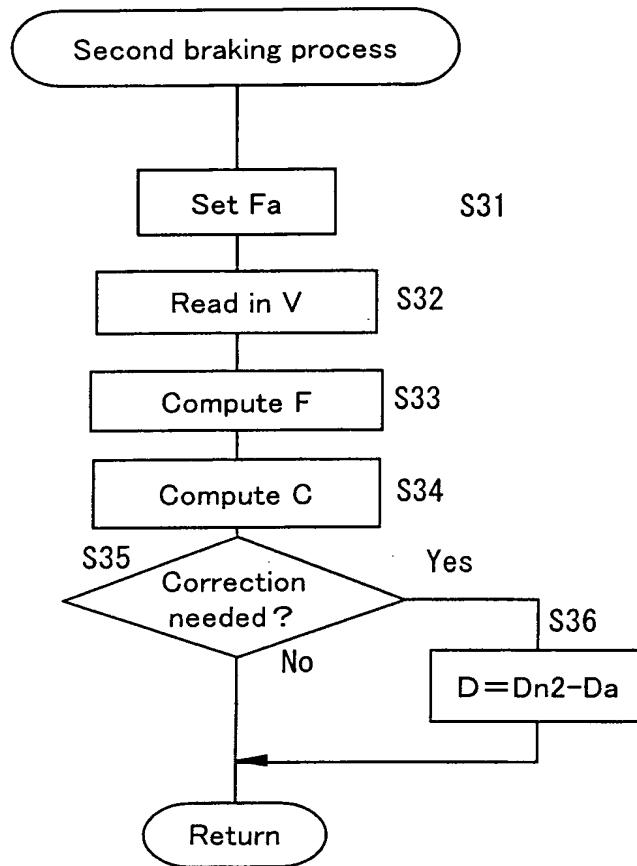 Second braking process
Set Fa
S31
Read in V
S32
Compute F
S33
Compute C
S34
S35
Correction
needed?
Yes
No
S36
D=Dn2-Da
Return